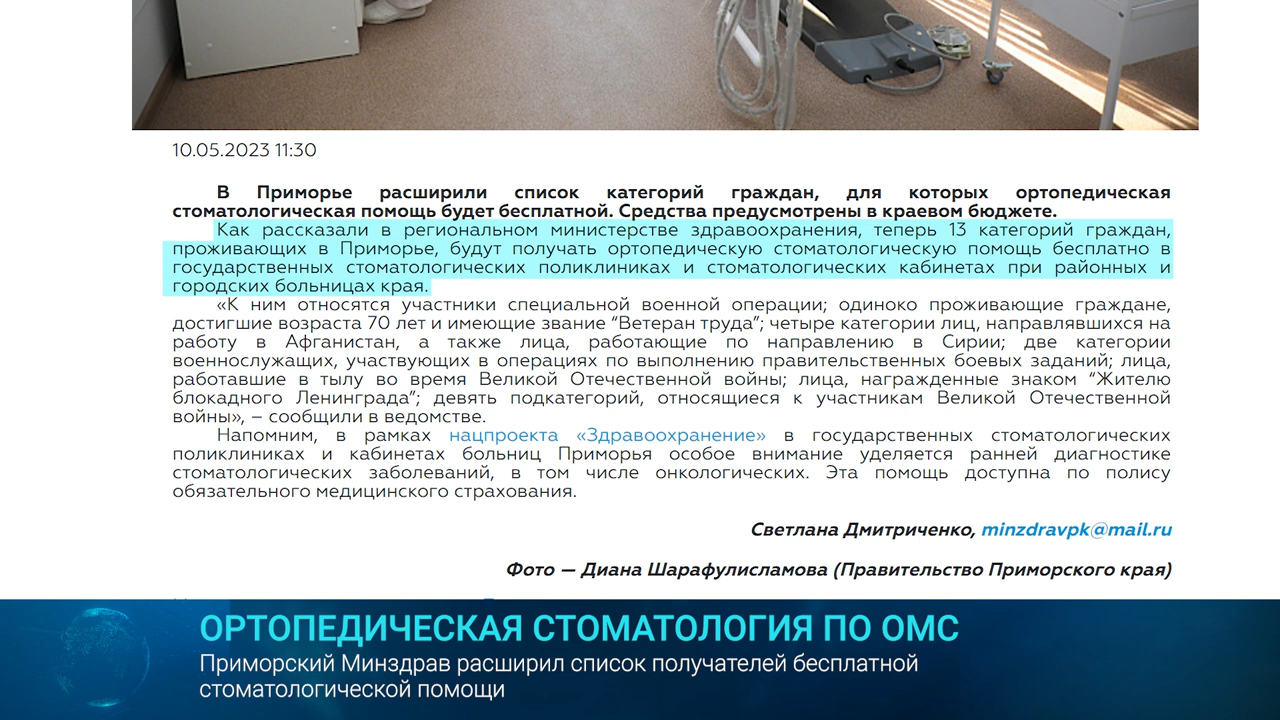 10.05.2023 11:30
В Приморье расширили список категорий граждан, для которых ортопедическая
стоматологическая помощь будет бесплатной. Средства предусмотрены в краевом бюджете.
Как рассказали в региональном министерстве здравоохранения, теперь 13 категорий граждан,
проживающих в Приморье, будут получать ортопедическую стоматологическую помощь бесплатно в
государственных стоматологических поликлиниках и стоматологических кабинетах при районных и
городских больницах края.
«К ним относятся участники специальной военной операции; одиноко проживающие граждане,
достигшие возраста 70 лет и имеющие звание “Ветеран труда”; четыре категории лиц, направлявшихся на
работу в Афганистан, а также лица, работающие по направлению в Сирии; две категории
военнослужащих, участвующих в операциях по выполнению правительственных боевых заданий; лица,
работавшие в тылу во время Великой Отечественной войны; лица, награжденные знаком “Жителю
блокадного Ленинграда”; девять подкатегорий, относящиеся к участникам Великой Отечественной
войны», – сообщили в ведомстве.
Напомним, в рамках нацпроекта «Здравоохранение» в государственных стоматологических
поликлиниках и кабинетах больниц Приморья особое внимание уделяется ранней диагностике
стоматологических заболеваний, в том числе онкологических. Эта помощь доступна по полису
обязательного медицинского страхования.
Светлана Дмитриченко, minzdravpk@mail.ru
Фото — Диана Шарафулисламова (Правительство Приморского края)
ОРТОПЕДИЧЕСКАЯ СТОМАТОЛОГИЯ ПО ОМС
Приморский Минздрав расширил список получателей бесплатной
стоматологической помощи